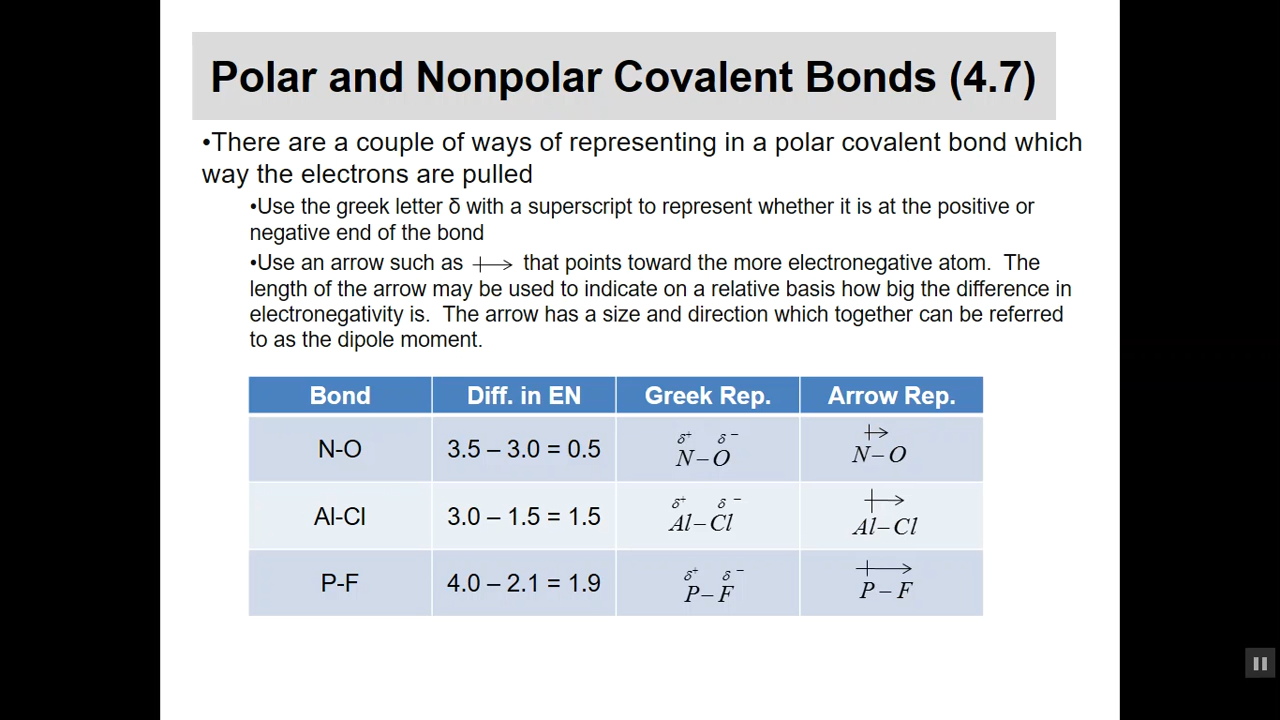 Polar and Nonpolar Covalent Bonds (4.7)
•There are a couple of ways of representing in a polar covalent bond which
way the electrons are pulled
•Use the greek letter δ with a superscript to represent whether it is at the positive or
negative end of the bond
•Use an arrow such as that points toward the more electronegative atom. The
length of the arrow may be used to indicate on a relative basis how big the difference in
electronegativity is. The arrow has a size and direction which together can be referred
to as the dipole moment.
Bond Diff. in EN Greek Rep. Arrow Rep.
δ⁺ δ⁻
N-O 3.5 – 3.0 = 0.5 N–O N–O
δ⁺ δ⁻
Al-Cl 3.0 – 1.5 = 1.5 Al–Cl Al–Cl
δ⁺ δ⁻
P-F 4.0 – 2.1 = 1.9 P–F P–F